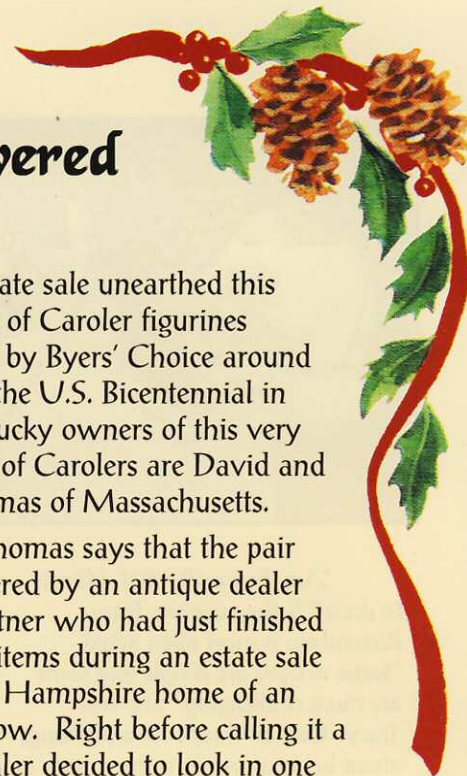 vered
ate sale unearthed this
of Caroler figurines
by Byers' Choice around
the U.S. Bicentennial in
ucky owners of this very
of Carolers are David and
mas of Massachusetts.
homas says that the pair
ered by an antique dealer
tner who had just finished
items during an estate sale
Hampshire home of an
ow. Right before calling it a
aler decided to look in one